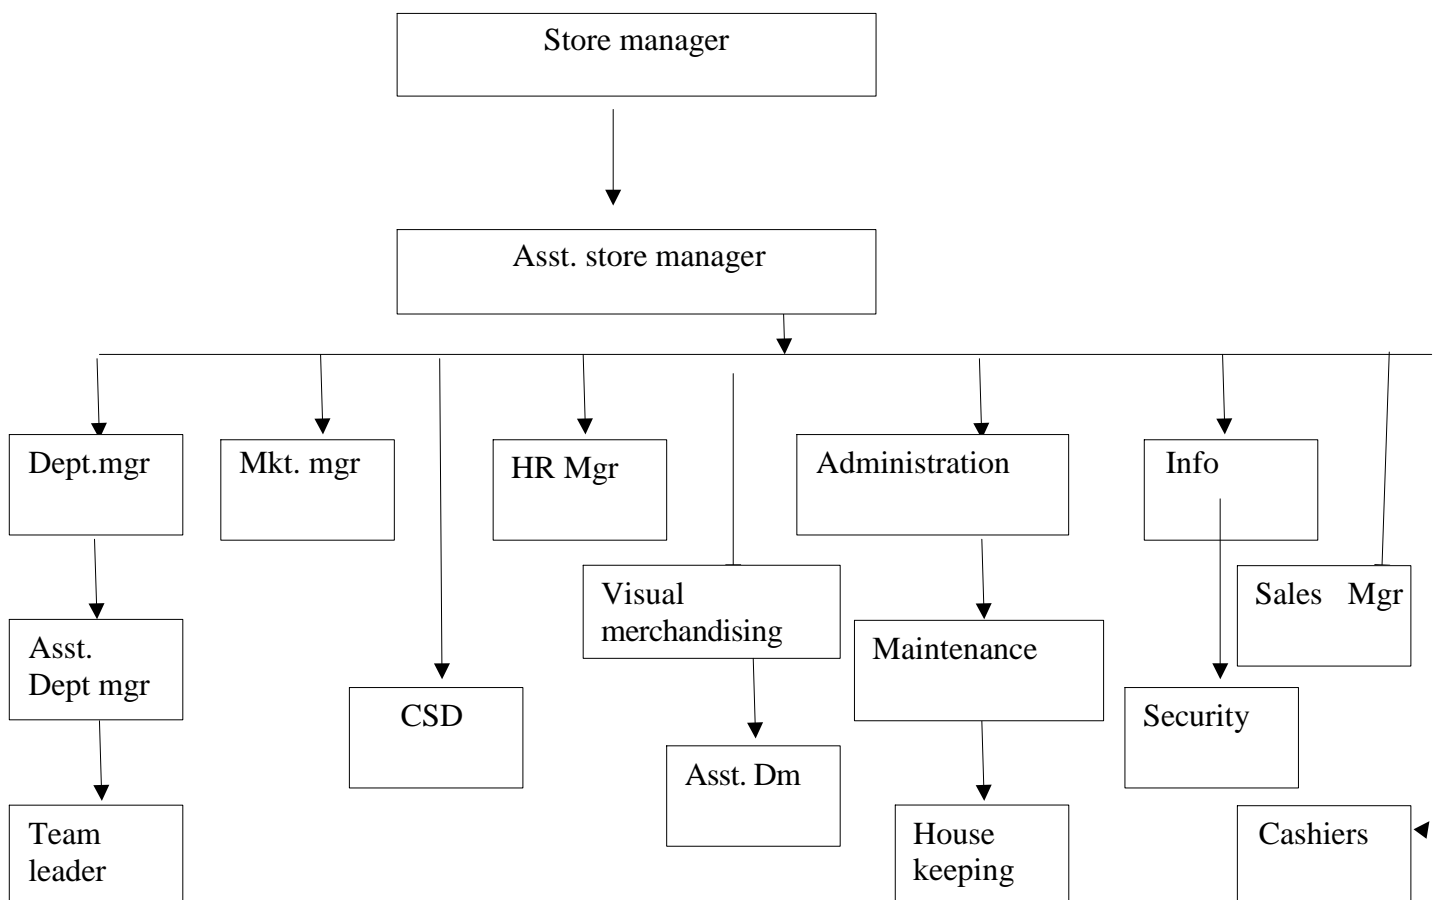 Store manager
Asst. store manager
Dept.mgr
Mkt. mgr
HR Mgr
Administration
Info
Visual
merchandising
Sales Mgr
Asst.
Dept mgr
Maintenance
CSD
Security
Asst. Dm
Team
leader
House
keeping
Cashiers